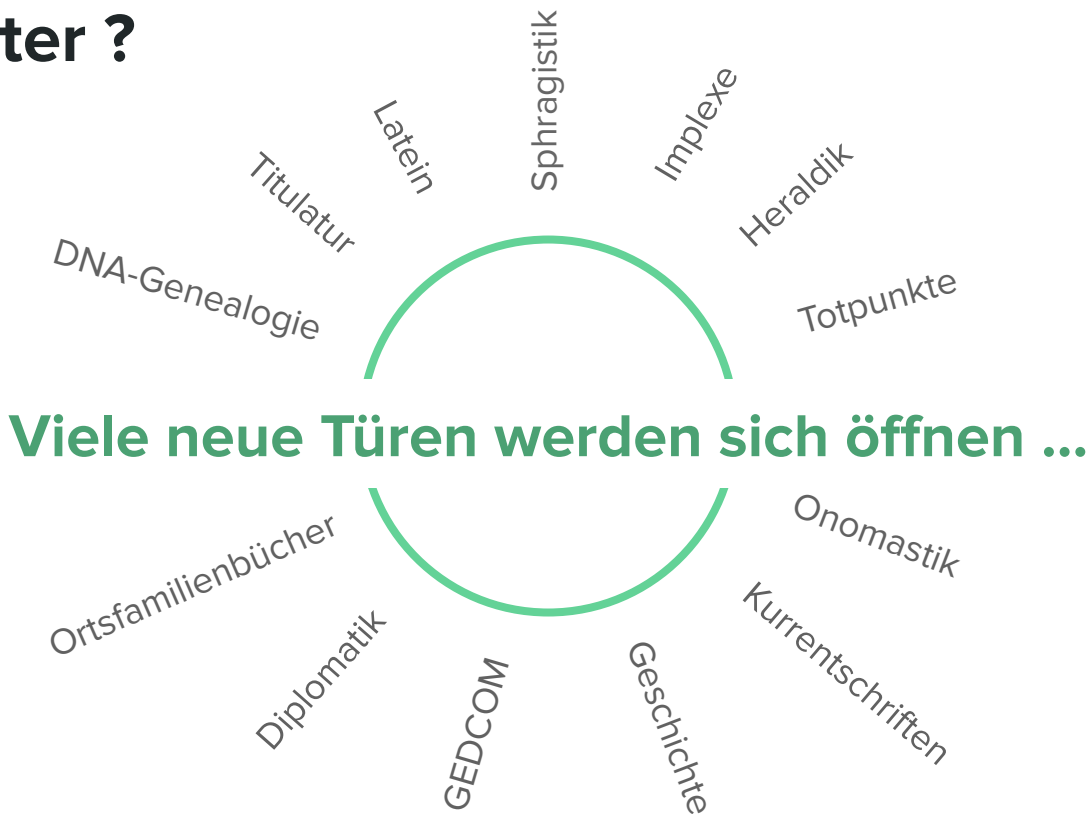 ter ?
Sphragistik
Implexe
Latein
Heraldik
Titulatur
DNA-Genealogie
Totpunkte
Viele neue Türen werden sich öffnen ...
Onomastik
Ortsfamilienbücher
Kurrentschriften
Diplomatik
Geschichte
GEDCOM